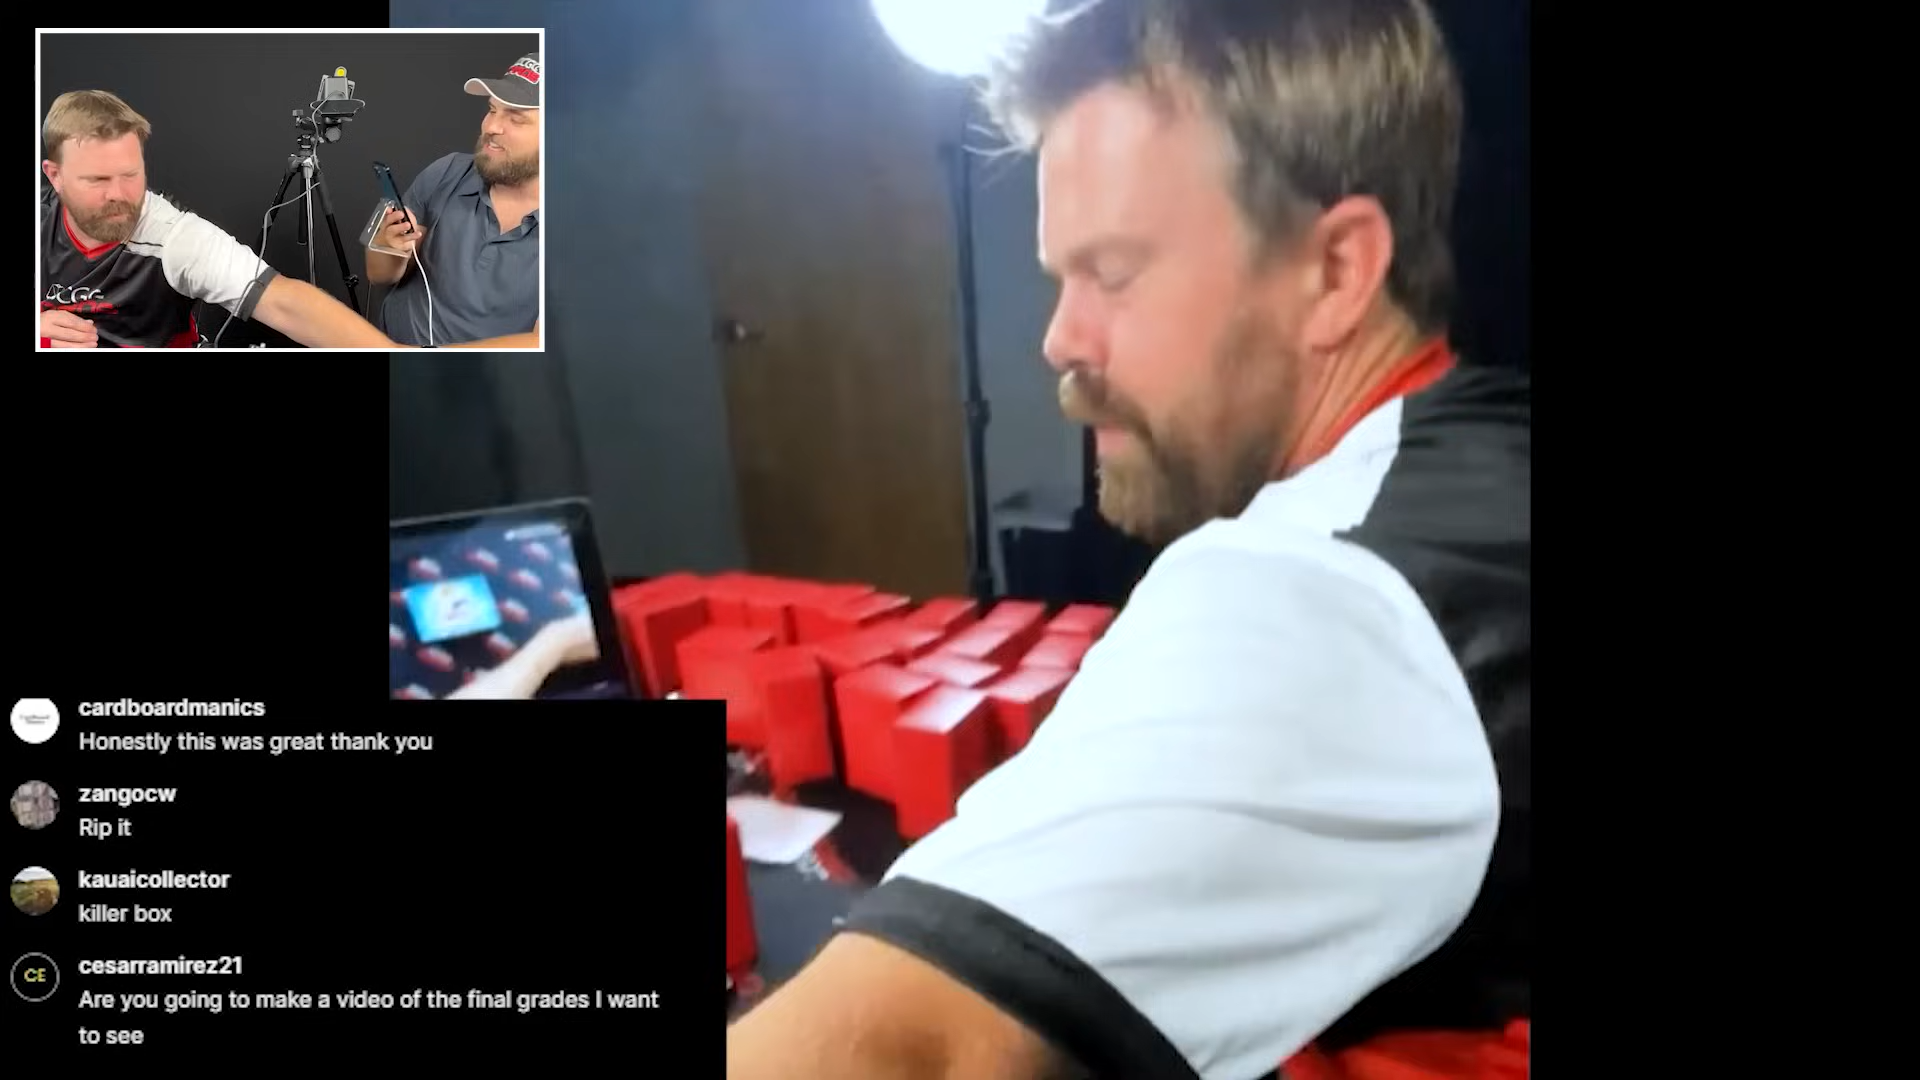 cardboardmanics
Honestly this was great thank you
zangocw
Rip it
kauaicollector
killer box
CE
cesarramirez21
Are you going to make a video of the final grades I want
to see